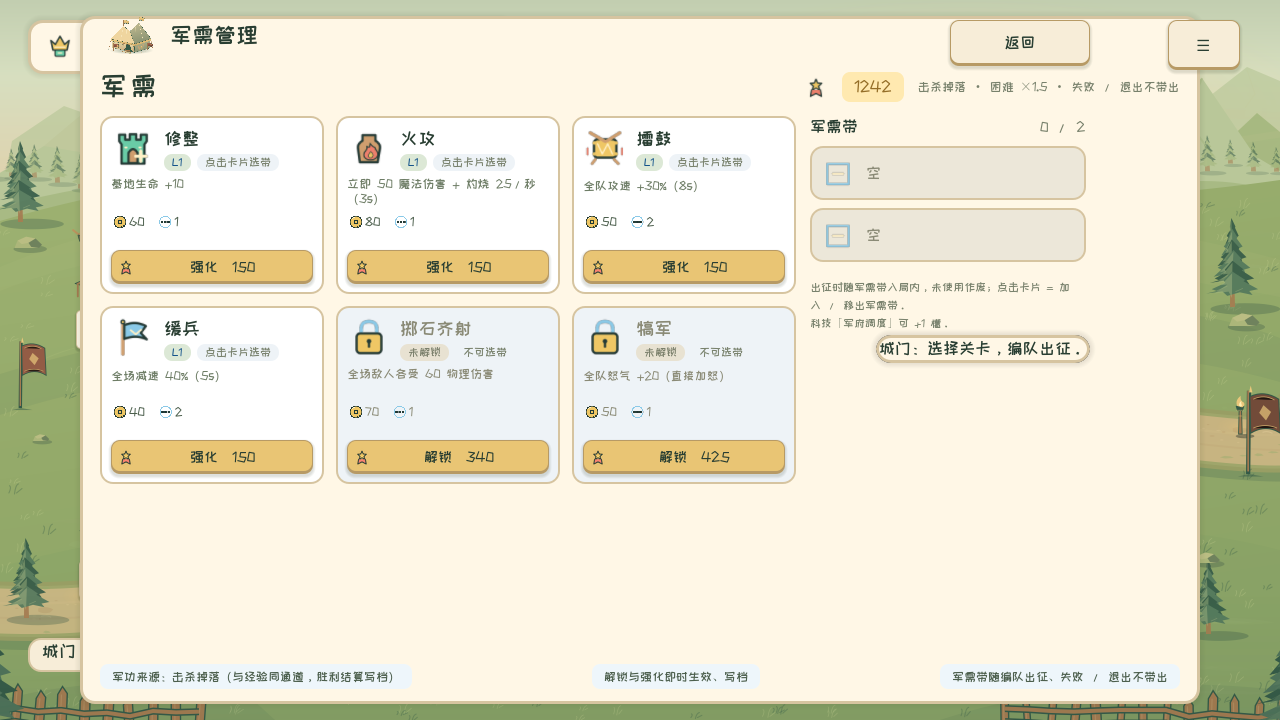 军需管理
返回
☰
军需
1242
击杀掉落 • 困难 ×1.5 • 失败 / 退出不带出
修整
L1 点击卡片选带
基地生命 +10
60 1
强化 150
火攻
L1 点击卡片选带
立即 50 魔法伤害 + 灼烧 25 / 秒
(3s)
80 1
强化 150
擂鼓
L1 点击卡片选带
全队攻速 +30% (8s)
50 2
强化 150
军需带 0 / 2
空
空
出征时随军需带入局内，未使用作废；点击卡片 = 加
入 / 移出军需带。
科技「军府调度」可 +1 槽。
城门：选择关卡，编队出征。
缓兵
L1 点击卡片选带
全场减速 40% (5s)
40 2
强化 150
掷石齐射
未解锁 不可选带
全场敌人各受 60 物理伤害
70 1
解锁 340
犒军
未解锁 不可选带
全队怒气 +20 (直接加怒)
50 1
解锁 425
城门
军功来源：击杀掉落 (与经验同通道，胜利结算写档)
解锁与强化即时生效、写档
军需带随编队出征、失败 / 退出不带出